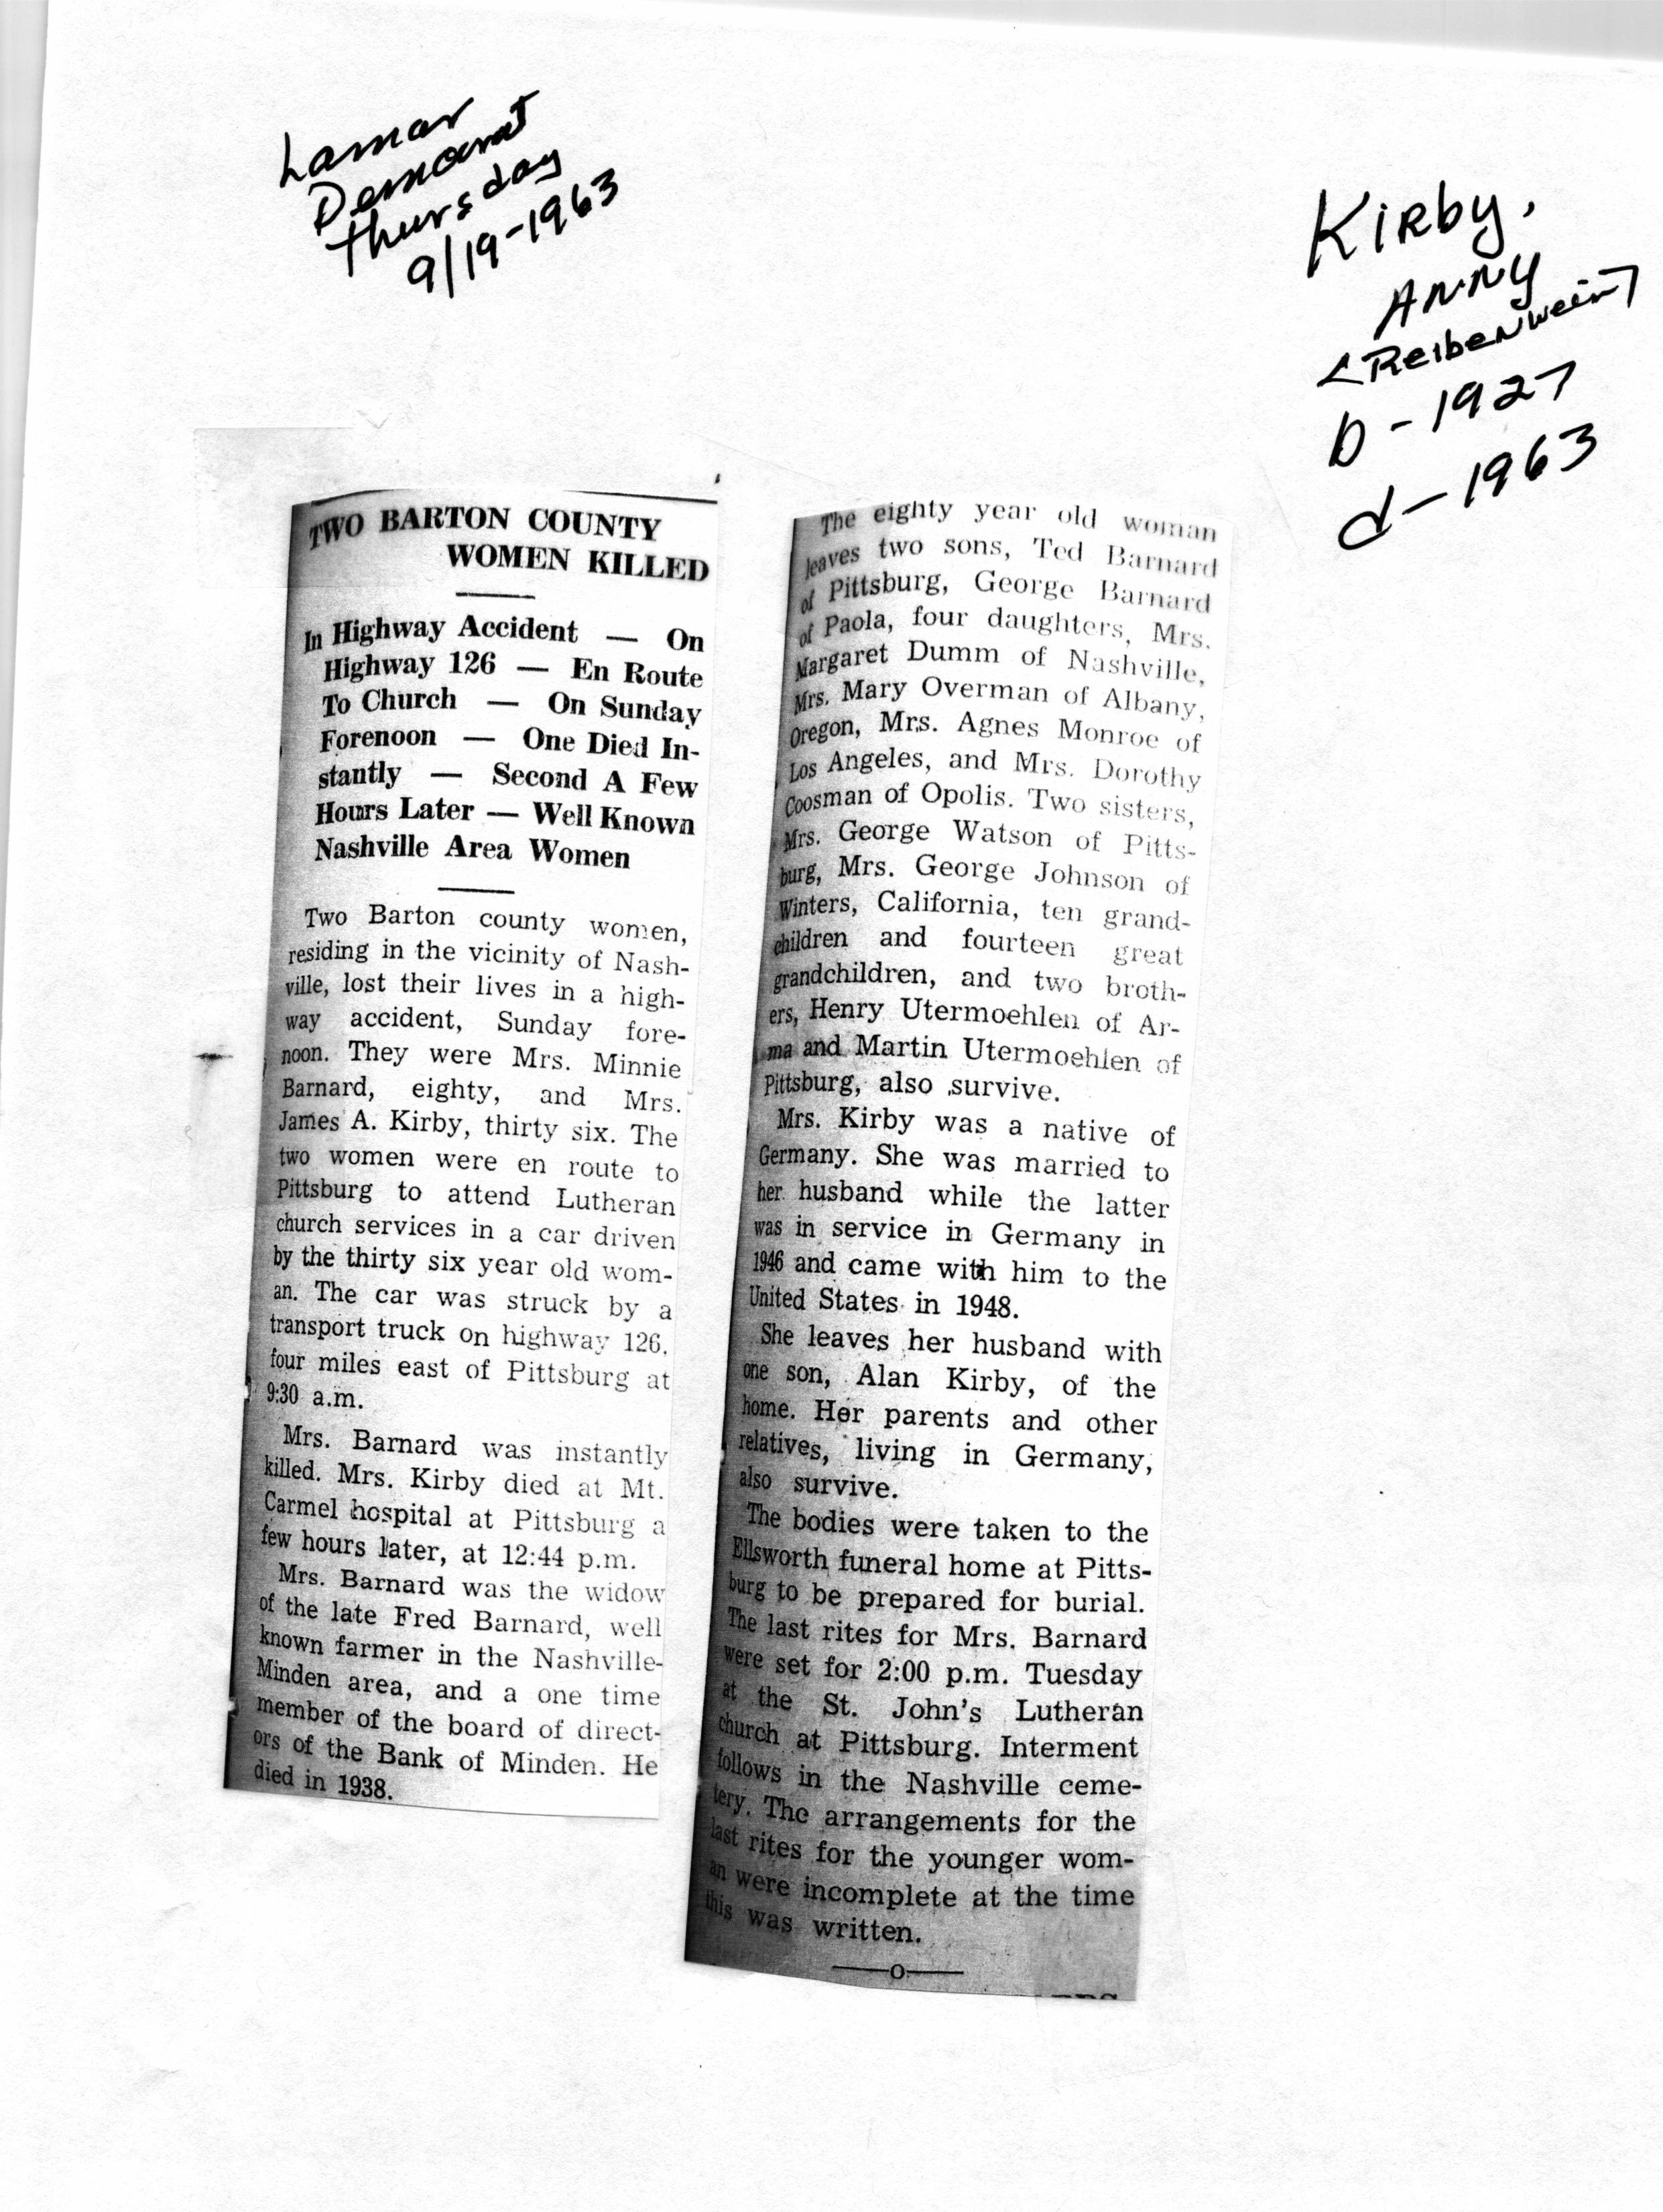 Lamar
Democrat
Thursday
9/19-1963
Kirby,
Anny
<Reibenwein>
b-1927
d-1963
TWO BARTON COUNTY
WOMEN KILLED
In Highway Accident — On
Highway 126 — En Route
To Church — On Sunday
Forenoon — One Died In-
stantly — Second A Few
Hours Later — Well Known
Nashville Area Women
Two Barton county women,
residing in the vicinity of Nash-
ville, lost their lives in a high-
way accident, Sunday fore-
noon. They were Mrs. Minnie
Barnard, eighty, and Mrs.
James A. Kirby, thirty six. The
two women were en route to
Pittsburg to attend Lutheran
church services in a car driven
by the thirty six year old wom-
an. The car was struck by a
transport truck on highway 126,
four miles east of Pittsburg at
9:30 a.m.
Mrs. Barnard was instantly
killed. Mrs. Kirby died at Mt.
Carmel hospital at Pittsburg a
few hours later, at 12:44 p.m.
Mrs. Barnard was the widow
of the late Fred Barnard, well
known farmer in the Nashville-
Minden area, and a one time
member of the board of direct-
ors of the Bank of Minden. He
died in 1938.
The eighty year old woman
leaves two sons, Ted Barnard
of Pittsburg, George Barnard
of Paola, four daughters, Mrs.
Margaret Dumm of Nashville,
Mrs. Mary Overman of Albany,
Oregon, Mrs. Agnes Monroe of
Los Angeles, and Mrs. Dorothy
Coosman of Opolis. Two sisters,
Mrs. George Watson of Pitts-
burg, Mrs. George Johnson of
Winters, California, ten grand-
children and fourteen great
grandchildren, and two broth-
ers, Henry Utermoehlen of Ar-
ma and Martin Utermoehlen of
Pittsburg, also survive.
Mrs. Kirby was a native of
Germany. She was married to
her husband while the latter
was in service in Germany in
1946 and came with him to the
United States in 1948.
She leaves her husband with
one son, Alan Kirby, of the
home. Her parents and other
relatives, living in Germany,
also survive.
The bodies were taken to the
Ellsworth funeral home at Pitts-
burg to be prepared for burial.
The last rites for Mrs. Barnard
were set for 2:00 p.m. Tuesday
at the St. John's Lutheran
church at Pittsburg. Interment
follows in the Nashville ceme-
tery. The arrangements for the
last rites for the younger wom-
an were incomplete at the time
this was written.
——o——